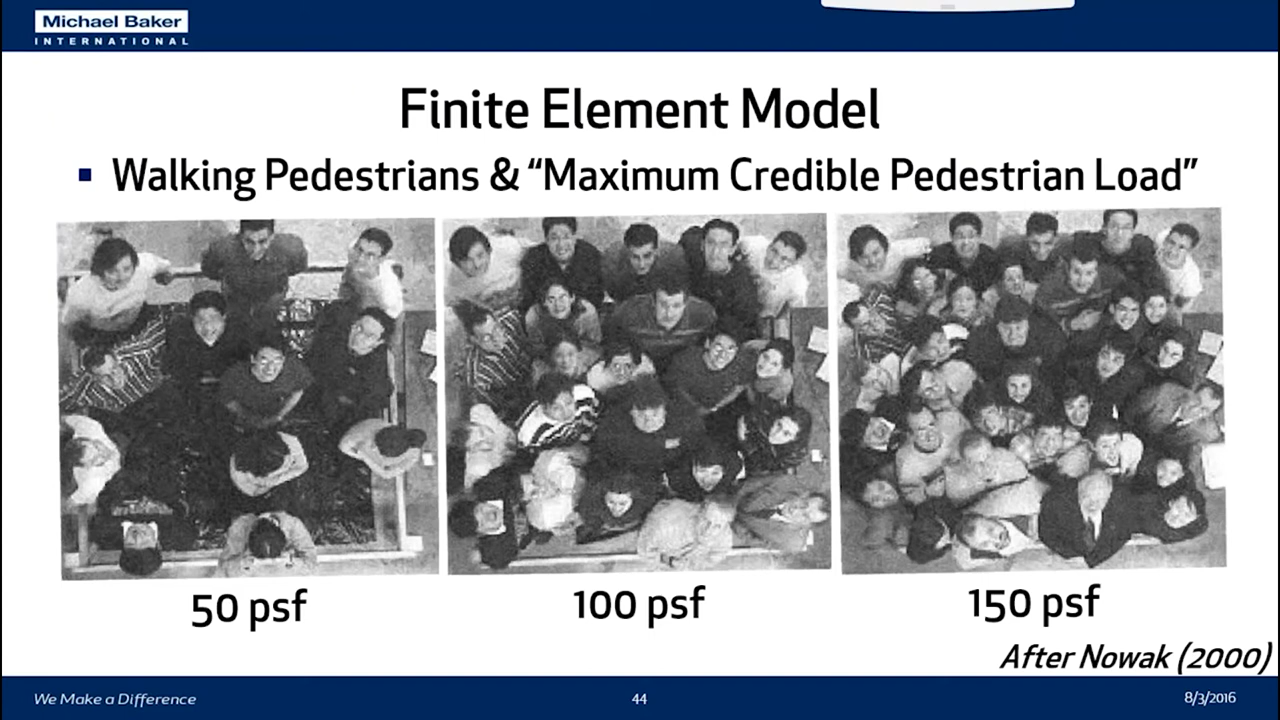 Michael Baker
INTERNATIONAL
Finite Element Model
▪ Walking Pedestrians & “Maximum Credible Pedestrian Load”
50 psf
100 psf
150 psf
After Nowak (2000)
We Make a Difference
44
8/3/2016